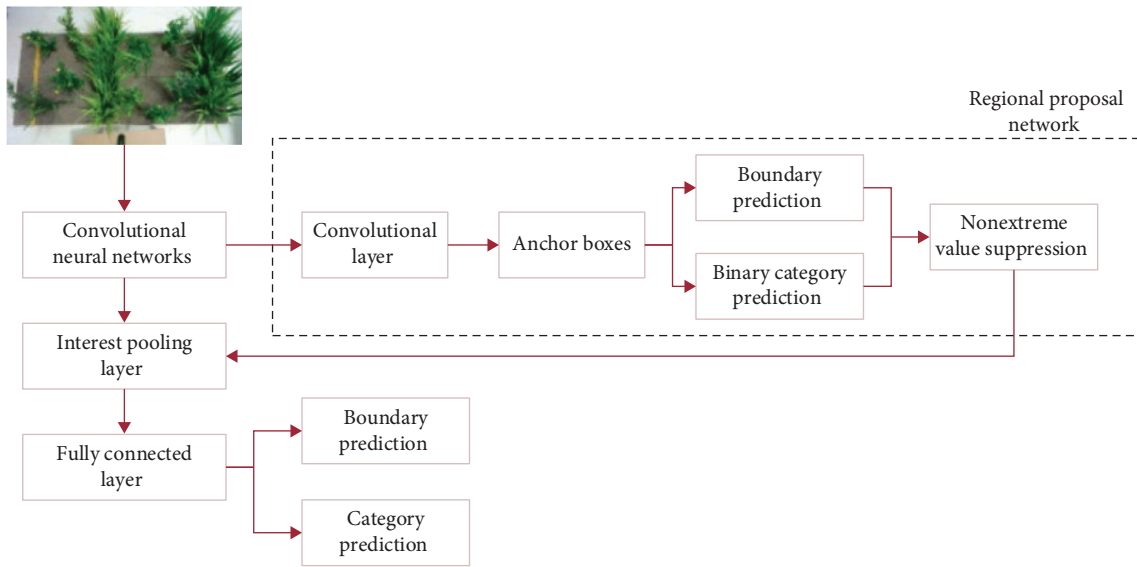 Regional proposal
network
Convolutional
neural networks
Convolutional
layer
Anchor boxes
Boundary
prediction
Binary category
prediction
Nonextreme
value suppression
Interest pooling
layer
Fully connected
layer
Boundary
prediction
Category
prediction